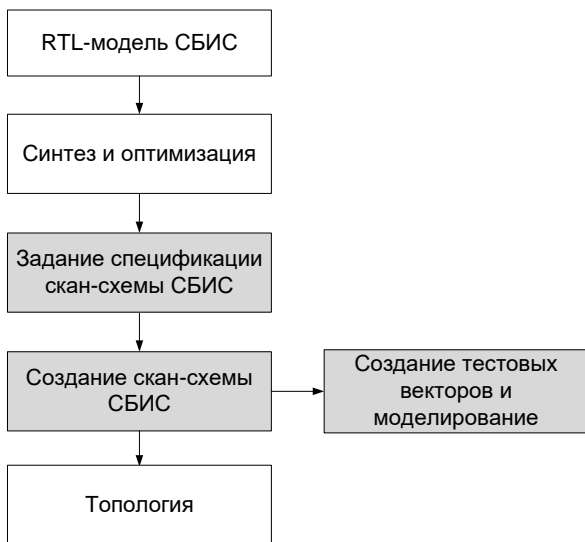 RTL-модель СБИС
Синтез и оптимизация
Задание спецификации
скан-схемы СБИС
Создание скан-схемы
СБИС
Создание тестовых
векторов и
моделирование
Топология